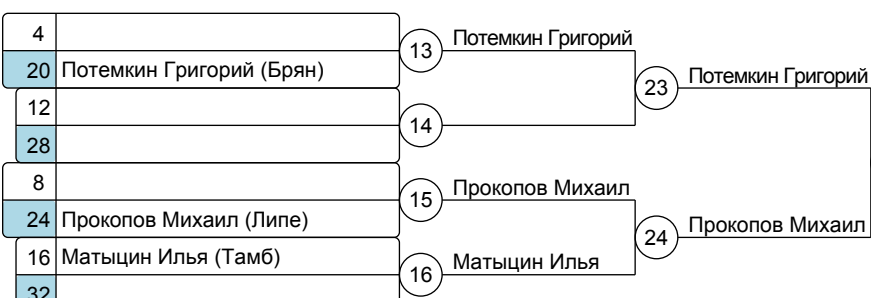 4
13 Потемкин Григорий
20 Потемкин Григорий (Брян)
23 Потемкин Григорий
12
14
28
8
15 Прокопов Михаил
24 Прокопов Михаил (Липе)
24 Прокопов Михаил
16 Матыцин Илья (Тамб)
16 Матыцин Илья
32